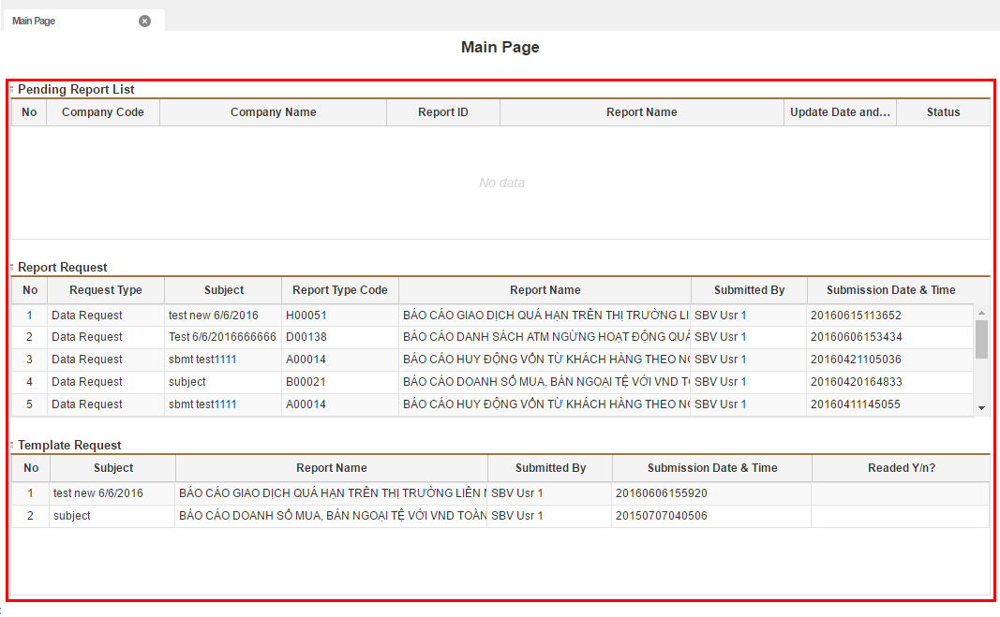 Main Page
Main Page
Pending Report List
No Company Code Company Name Report ID Report Name Update Date and... Status
No data
Report Request
No Request Type Subject Report Type Code Report Name Submitted By Submission Date & Time
1 Data Request test new 6/6/2016 H00051 BÁO CÁO GIAO DỊCH QUÁ HẠN TRÊN THỊ TRƯỜNG LI SBV Usr 1 20160615113652
2 Data Request Test 6/6/2016666666 D00138 BÁO CÁO DANH SÁCH ATM NGỪNG HOẠT ĐỘNG QUÁ SBV Usr 1 20160606153434
3 Data Request sbmt test1111 A00014 BÁO CÁO HUY ĐỘNG VỐN TỪ KHÁCH HÀNG THEO SBV Usr 1 20160421105036
4 Data Request subject B00021 BÁO CÁO DOANH SỐ MUA, BÁN NGOẠI TỆ VỚI VND SBV Usr 1 20160420164833
5 Data Request sbmt test1111 A00014 BÁO CÁO HUY ĐỘNG VỐN TỪ KHÁCH HÀNG THEO SBV Usr 1 20160411145055
Template Request
No Subject Report Name Submitted By Submission Date & Time Readed Y/n?
1 test new 6/6/2016 BÁO CÁO GIAO DỊCH QUÁ HẠN TRÊN THỊ TRƯỜNG LIÊN SBV Usr 1 20160606155920
2 subject BÁO CÁO DOANH SỐ MUA, BÁN NGOẠI TỆ VỚI VND TOÀN SBV Usr 1 20150707040506